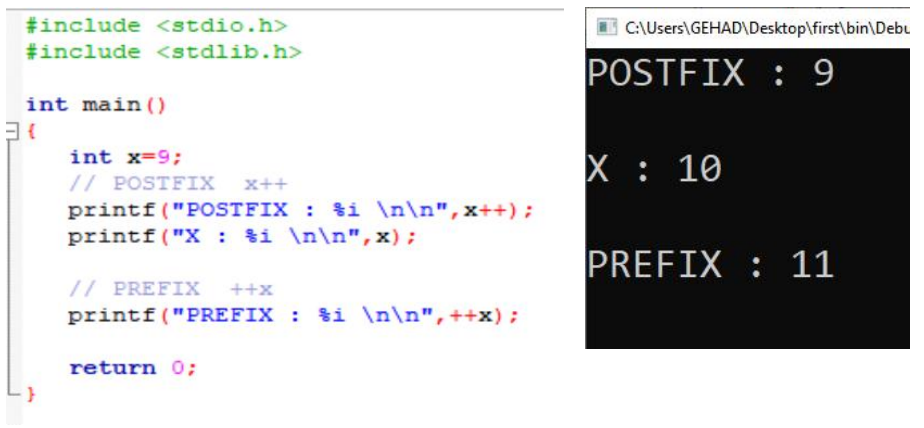 #include <stdio.h>
#include <stdlib.h>
int main()
{
int x=9;
// POSTFIX  x++
printf("POSTFIX : %i \n\n",x++);
printf("X : %i \n\n",x);
// PREFIX  ++x
printf("PREFIX : %i \n\n",++x);
return 0;
}
C:\Users\GEHAD\Desktop\first\bin\Debu
POSTFIX : 9
X : 10
PREFIX : 11